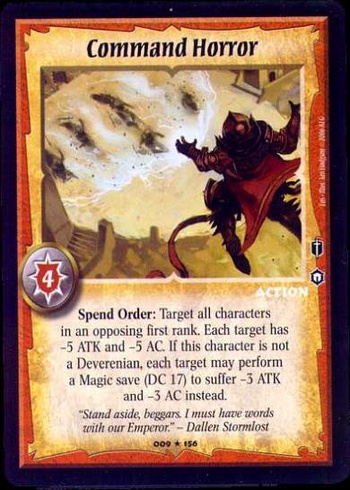 Command Horror
4
ACTION
Spend Order: Target all characters
in an opposing first rank. Each target has
–5 ATK and –5 AC. If this character is
not a Deverenian, each target may perform
a Magic save (DC 17) to suffer –3 ATK
and –3 AC instead.
"Stand aside, beggars. I must have words
with our Emperor." – Dallen Stormlost
009 ★ 156